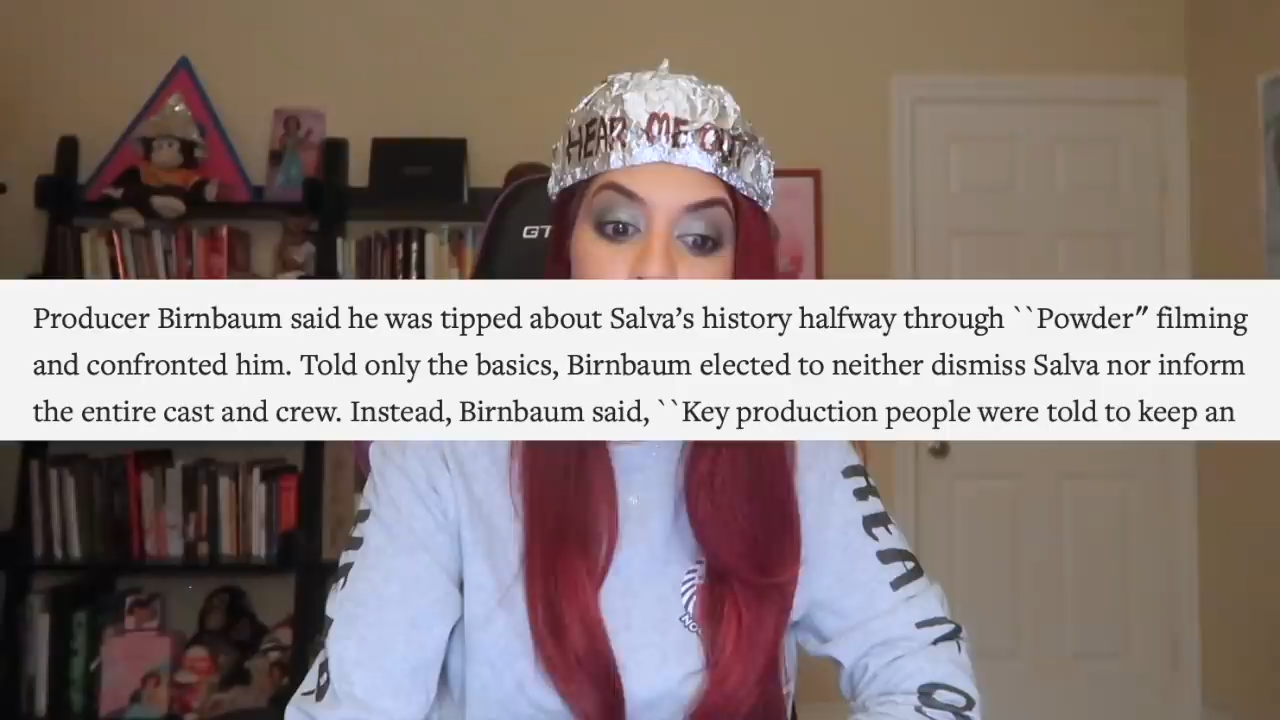 HEAR ME OUT
GT
Producer Birnbaum said he was tipped about Salva’s history halfway through ``Powder″ filming
and confronted him. Told only the basics, Birnbaum elected to neither dismiss Salva nor inform
the entire cast and crew. Instead, Birnbaum said, ``Key production people were told to keep an
HEA